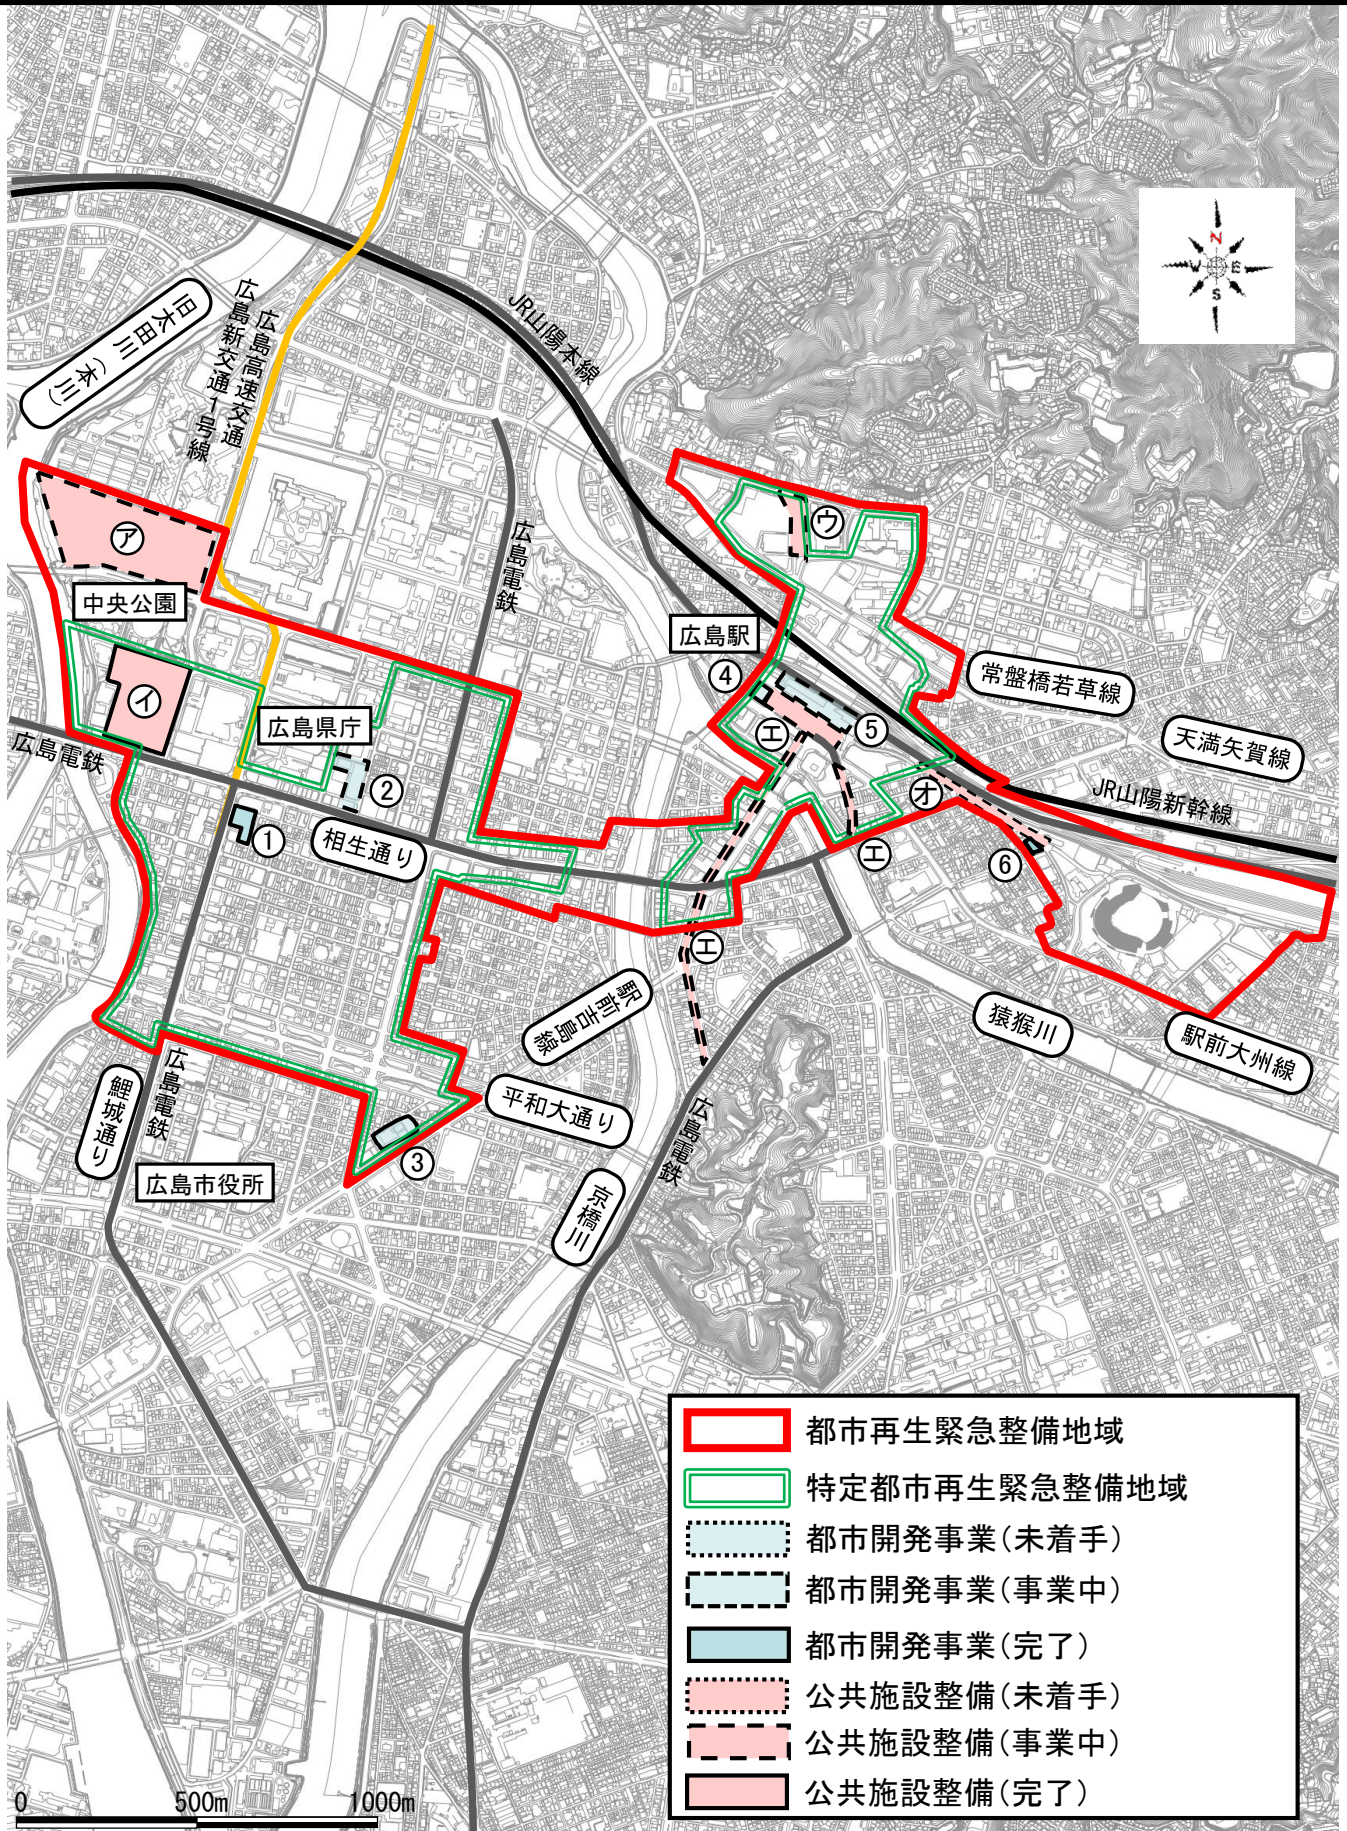 N
W
E
S
旧太田川(本川)
広島高速交通
広島新交通1号線
JR山陽本線
広島電鉄
㋐
中央公園
㋑
㋒
広島駅
④
⑤
㋓
常盤橋若草線
天満矢賀線
JR山陽新幹線
広島県庁
②
広島電鉄
①
相生通り
㋔
㋓
⑥
㋓
駅前吉島線
猿猴川
駅前大州線
鯉城通り
広島電鉄
平和大通り
広島電鉄
③
広島市役所
京橋川
都市再生緊急整備地域
特定都市再生緊急整備地域
都市開発事業(未着手)
都市開発事業(事業中)
都市開発事業(完了)
公共施設整備(未着手)
公共施設整備(事業中)
公共施設整備(完了)
0 500m 1000m